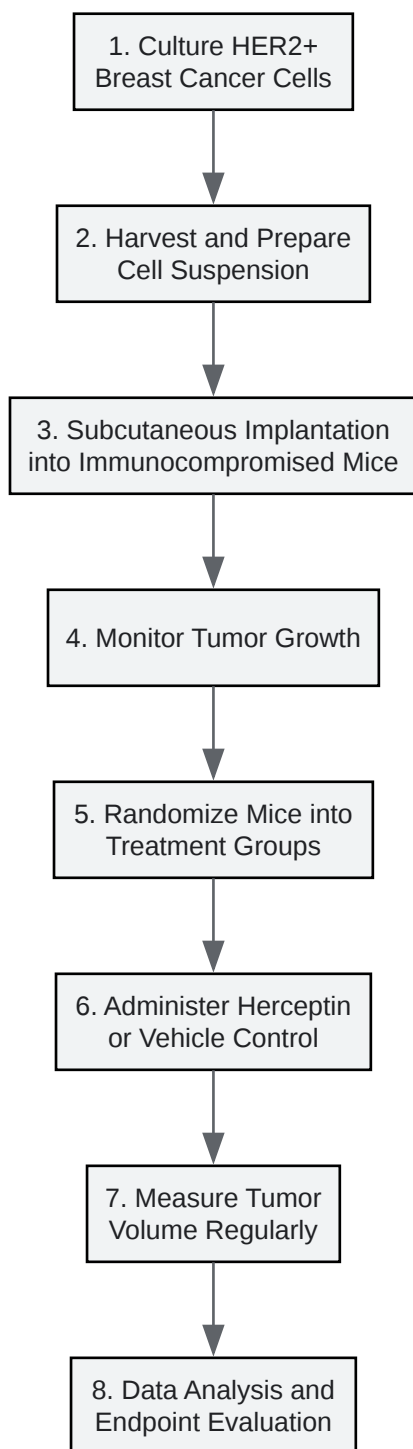 1. Culture HER2+
Breast Cancer Cells
2. Harvest and Prepare
Cell Suspension
3. Subcutaneous Implantation
into Immunocompromised Mice
4. Monitor Tumor Growth
5. Randomize Mice into
Treatment Groups
6. Administer Herceptin
or Vehicle Control
7. Measure Tumor
Volume Regularly
8. Data Analysis and
Endpoint Evaluation